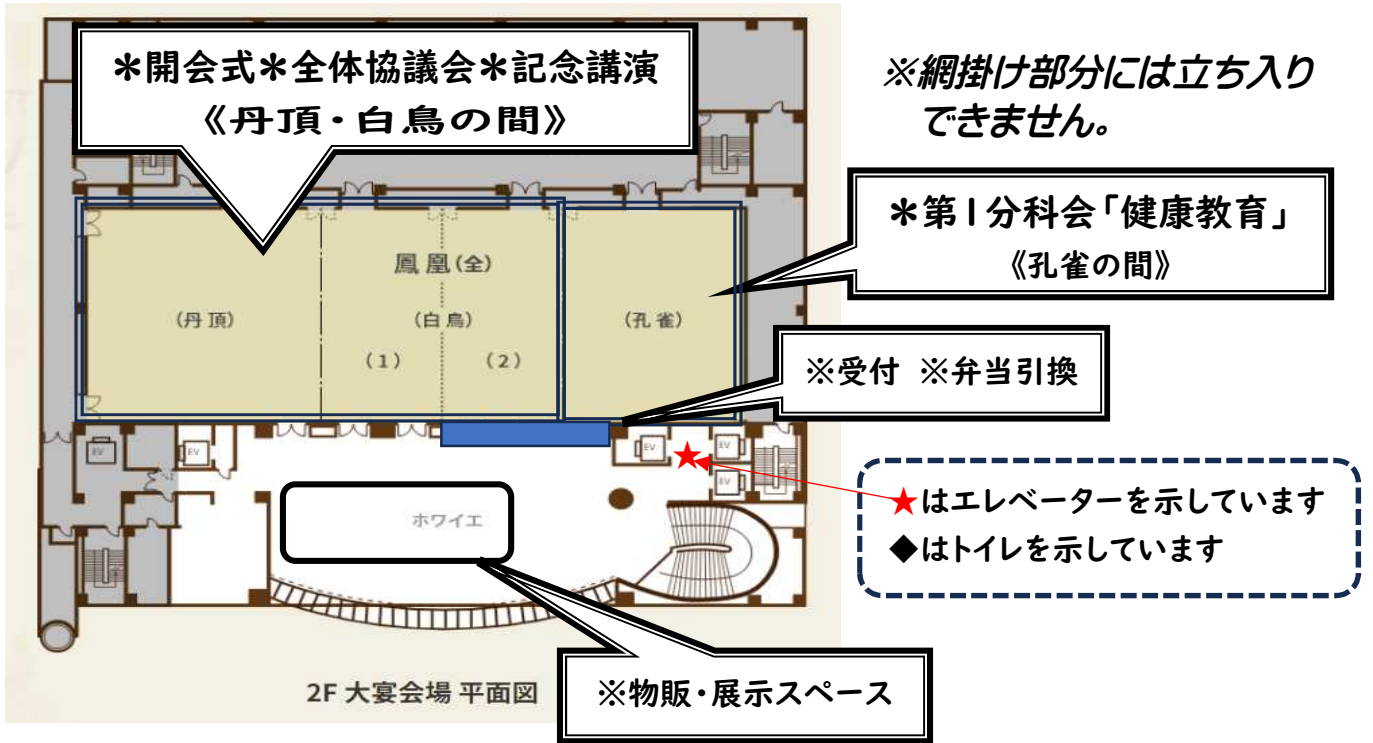 ＊開会式＊全体協議会＊記念講演
《丹頂・白鳥の間》
※網掛け部分には立ち入り
できません。
＊第1分科会「健康教育」
《孔雀の間》
鳳凰(全)
(丹頂)
(白鳥)
(孔雀)
(1)
(2)
※受付 ※弁当引換
EV
EV
EV
EV
EV
★はエレベーターを示しています
◆はトイレを示しています
ホワイエ
2F 大宴会場 平面図
※物販・展示スペース